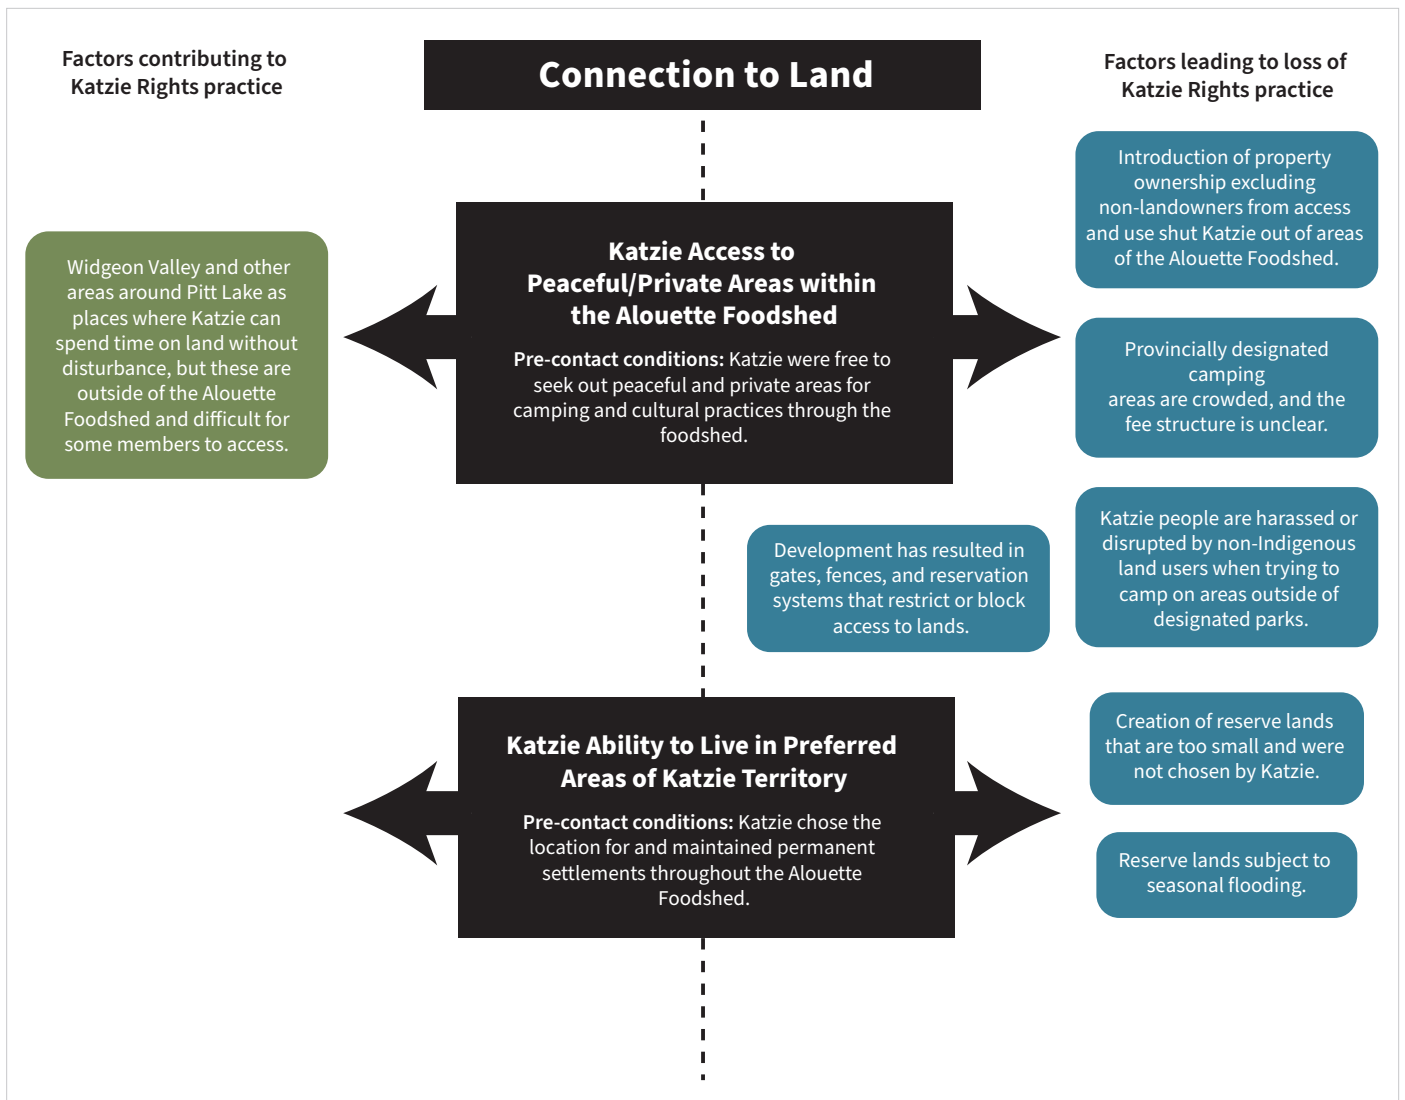 Factors contributing to
Katzie Rights practice
Connection to Land
Factors leading to loss of
Katzie Rights practice
Widgeon Valley and other
areas around Pitt Lake as
places where Katzie can
spend time on land without
disturbance, but these are
outside of the Alouette
Foodshed and difficult for
some members to access.
Katzie Access to
Peaceful/Private Areas within
the Alouette Foodshed
Pre-contact conditions: Katzie were free to
seek out peaceful and private areas for
camping and cultural practices through the
foodshed.
Introduction of property
ownership excluding
non-landowners from access
and use shut Katzie out of areas
of the Alouette Foodshed.
Provincially designated
camping
areas are crowded, and the
fee structure is unclear.
Katzie people are harassed or
disrupted by non-Indigenous
land users when trying to
camp on areas outside of
designated parks.
Development has resulted in
gates, fences, and reservation
systems that restrict or block
access to lands.
Katzie Ability to Live in Preferred
Areas of Katzie Territory
Pre-contact conditions: Katzie chose the
location for and maintained permanent
settlements throughout the Alouette
Foodshed.
Creation of reserve lands
that are too small and were
not chosen by Katzie.
Reserve lands subject to
seasonal flooding.